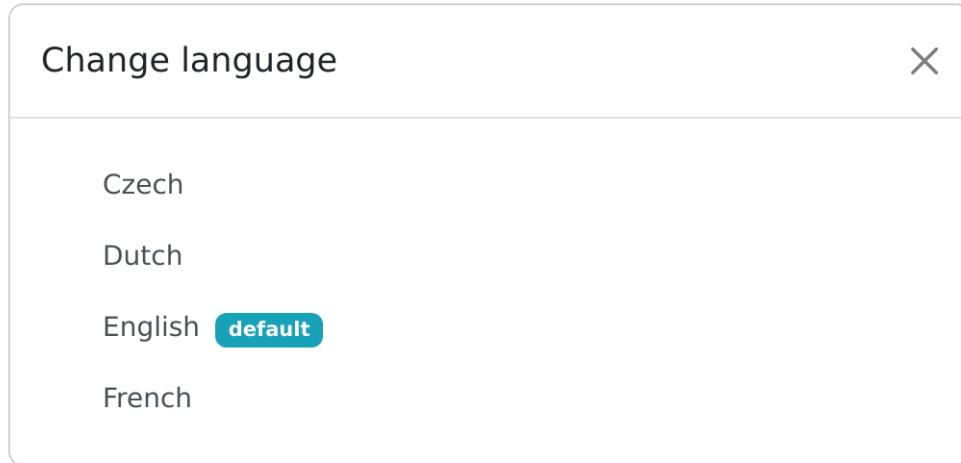 Change language
Czech
Dutch
English default
French